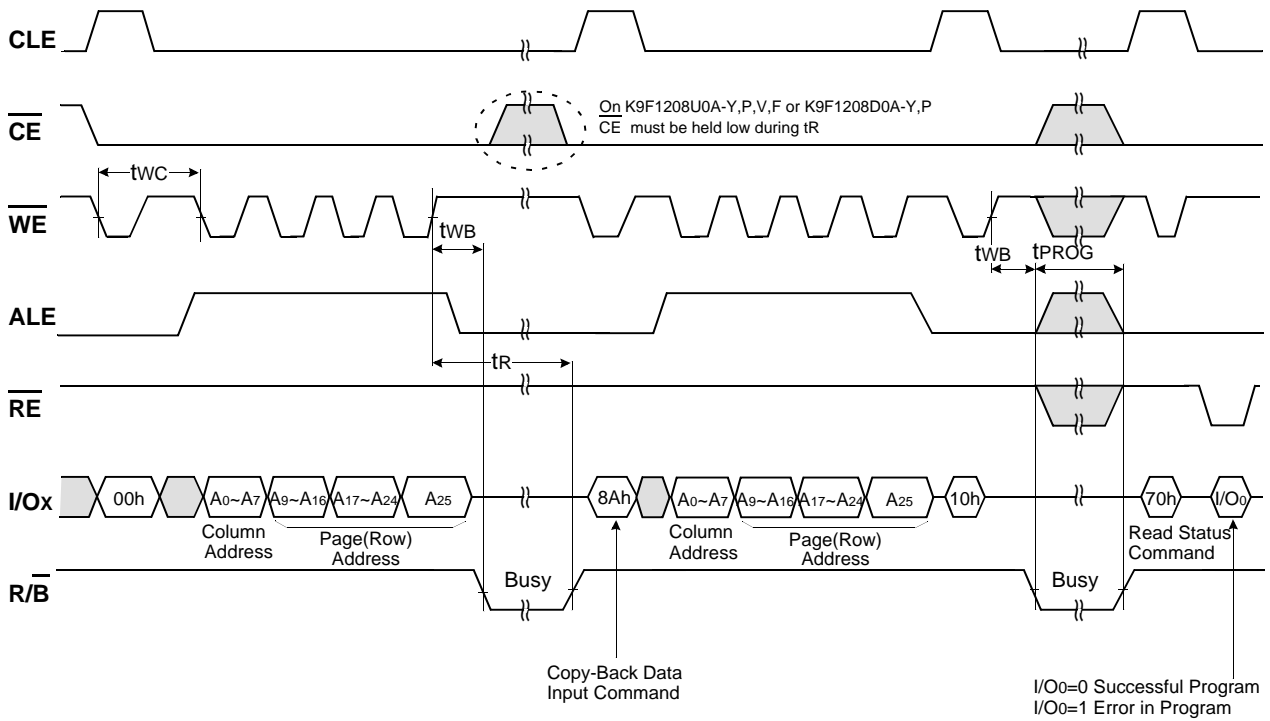 CLE
On K9F1208U0A-Y,P,V,F or K9F1208D0A-Y,P
CE must be held low during tR
CE
tWC
WE
tWB
tWB
tPROG
ALE
tR
RE
I/Ox
00h
A0~A7
A9~A16
A17~A24
A25
8Ah
A0~A7
A9~A16
A17~A24
A25
10h
70h
I/O0
Column
Address
Page(Row)
Address
Column
Address
Page(Row)
Address
Read Status
Command
R/B
Busy
Busy
Copy-Back Data
Input Command
I/O0=0 Successful Program
I/O0=1 Error in Program